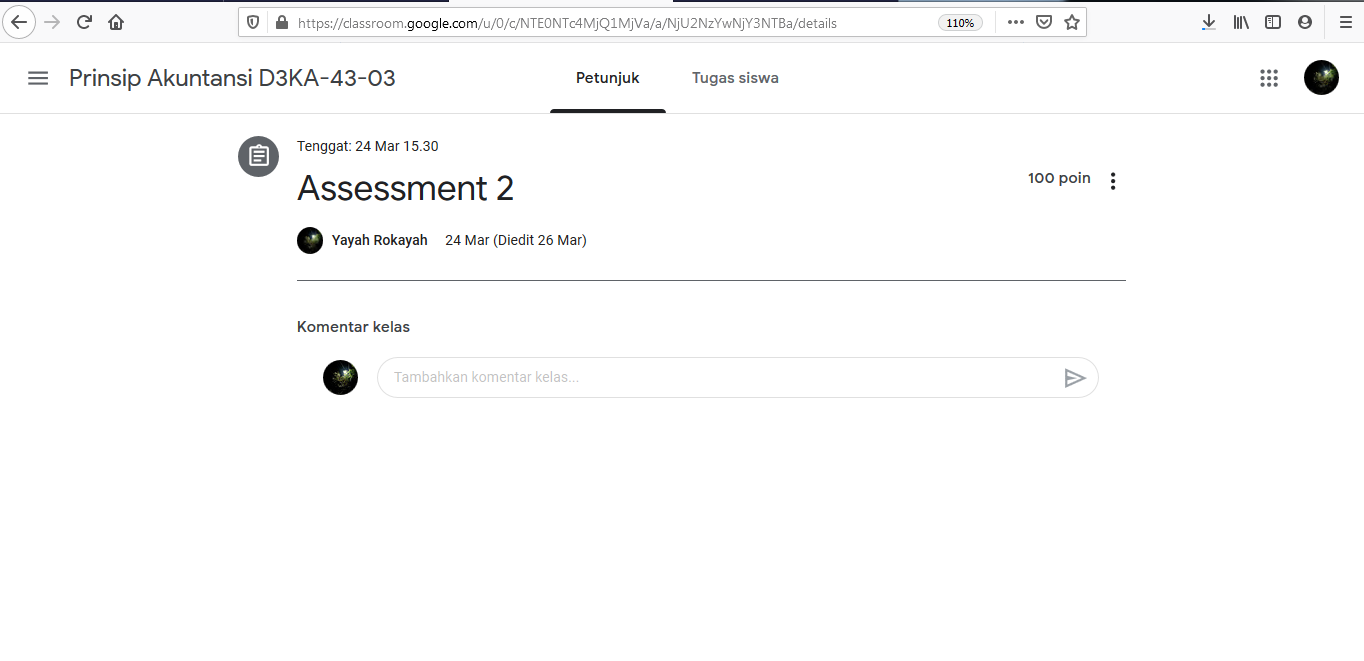 https://classroom.google.com/u/0/c/NTE0NTc4MjQ1MjVa/a/NjU2NzYwNjY3NTBa/details
110%
Prinsip Akuntansi D3KA-43-03
Petunjuk
Tugas siswa
Tenggat: 24 Mar 15.30
Assessment 2
100 poin
Yayah Rokayah 24 Mar (Diedit 26 Mar)
Komentar kelas
Tambahkan komentar kelas...